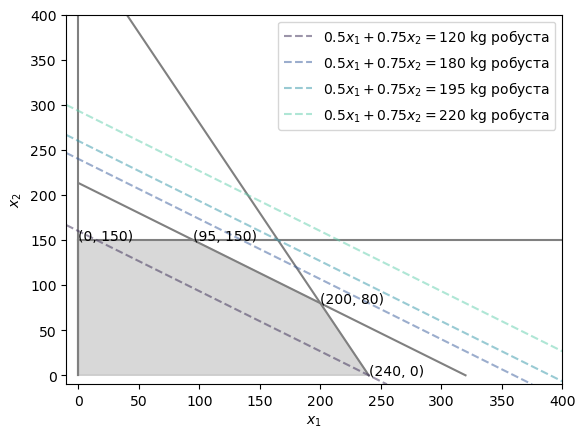 400
350
300
250
200
150
100
50
0
x₂
0.5x₁ + 0.75x₂ = 120 kg робуста
0.5x₁ + 0.75x₂ = 180 kg робуста
0.5x₁ + 0.75x₂ = 195 kg робуста
0.5x₁ + 0.75x₂ = 220 kg робуста
(0, 150)
(95, 150)
(200, 80)
(240, 0)
0 50 100 150 200 250 300 350 400
x₁